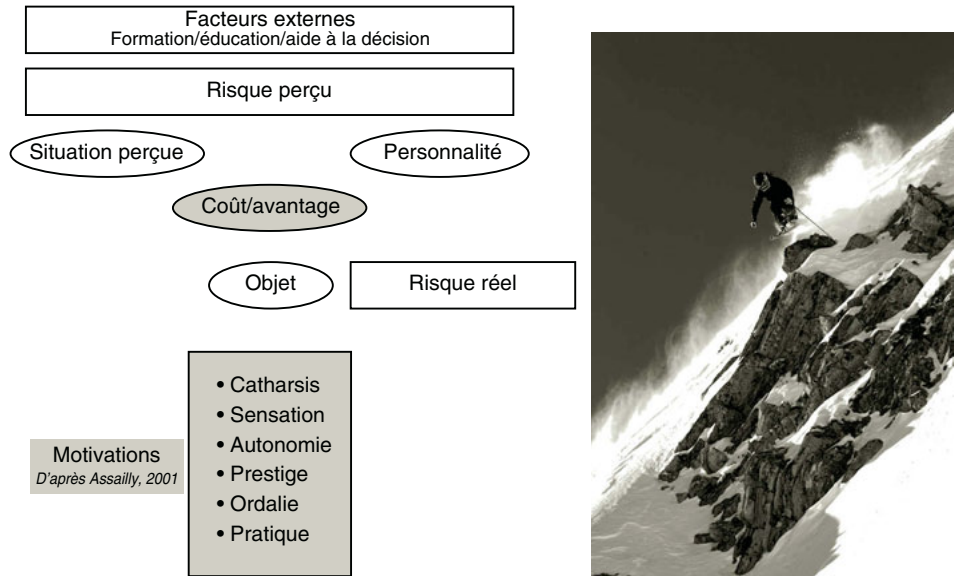 Facteurs externes
Formation/éducation/aide à la décision
Risque perçu
Situation perçue
Personnalité
Coût/avantage
Objet
Risque réel
Motivations
D'après Assailly, 2001
• Catharsis
• Sensation
• Autonomie
• Prestige
• Ordalie
• Pratique